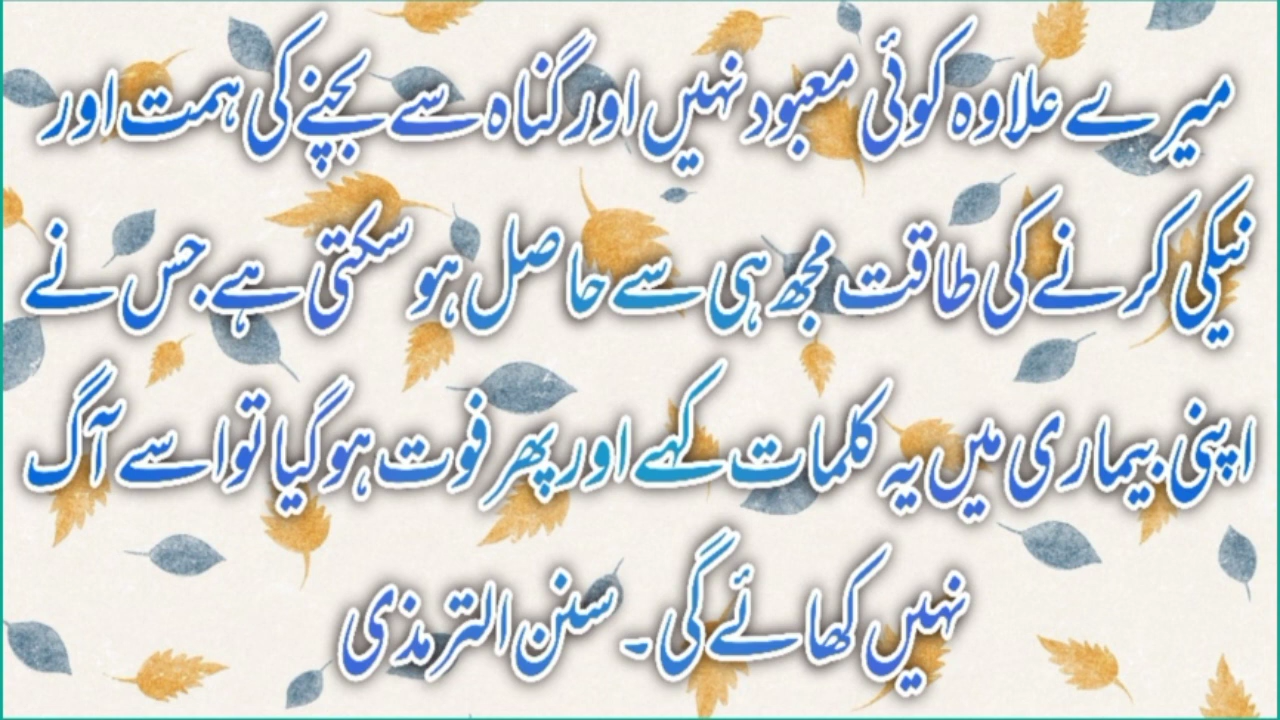 میرے علاوہ کوئی معبود نہیں اور گناہ سے بچنے کی ہمت اور
نیکی کرنے کی طاقت مجھ ہی سے حاصل ہو سکتی ہے. جس نے
اپنی بیماری میں یہ کلمات کہے اور پھر فوت ہو گیا تو اسے آگ
نہیں کھائے گی ۔ سنن الترمذی